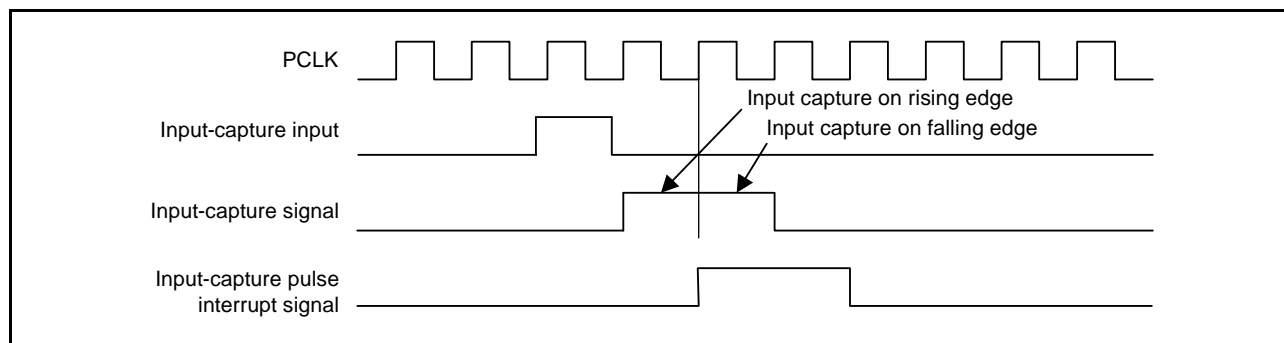 PCLK
Input capture on rising edge
Input-capture input
Input capture on falling edge
Input-capture signal
Input-capture pulse
interrupt signal